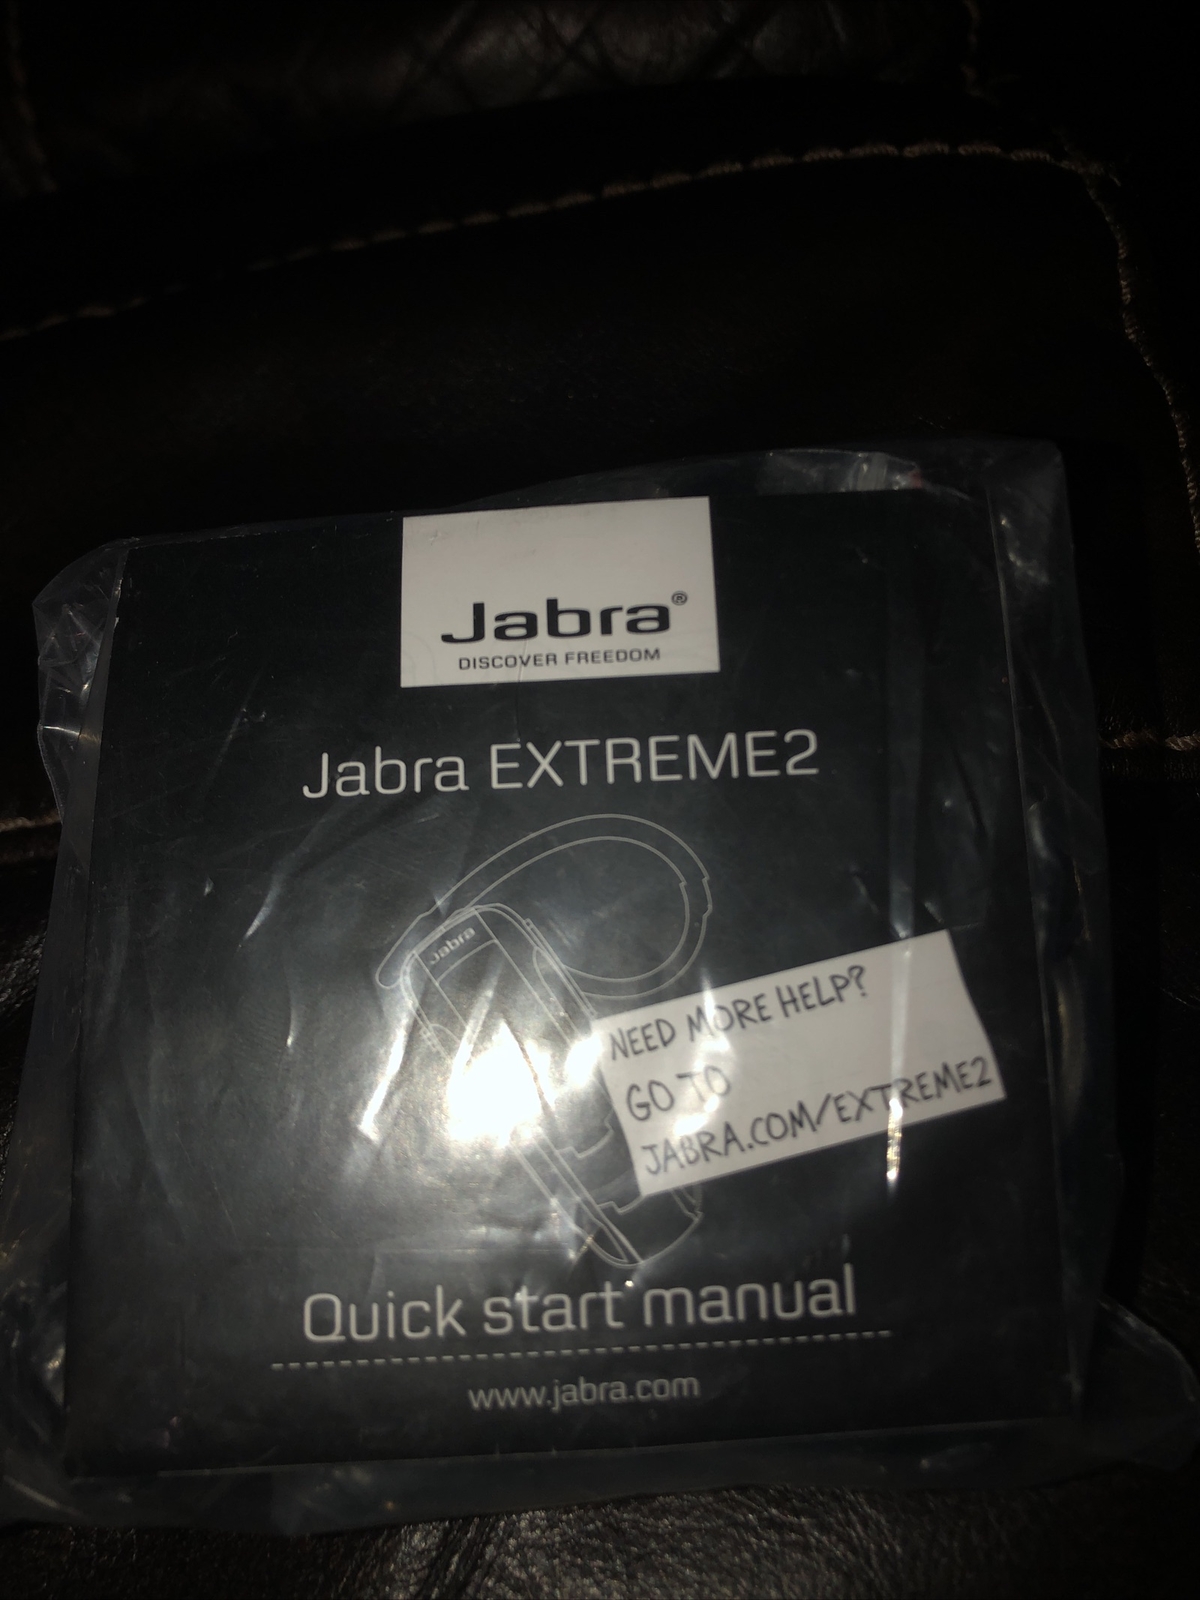 Jabra®
DISCOVER FREEDOM
Jabra EXTREME2
Jabra
NEED MORE HELP?
GO TO
JABRA.COM/EXTREME2
Quick start manual
www.jabra.com